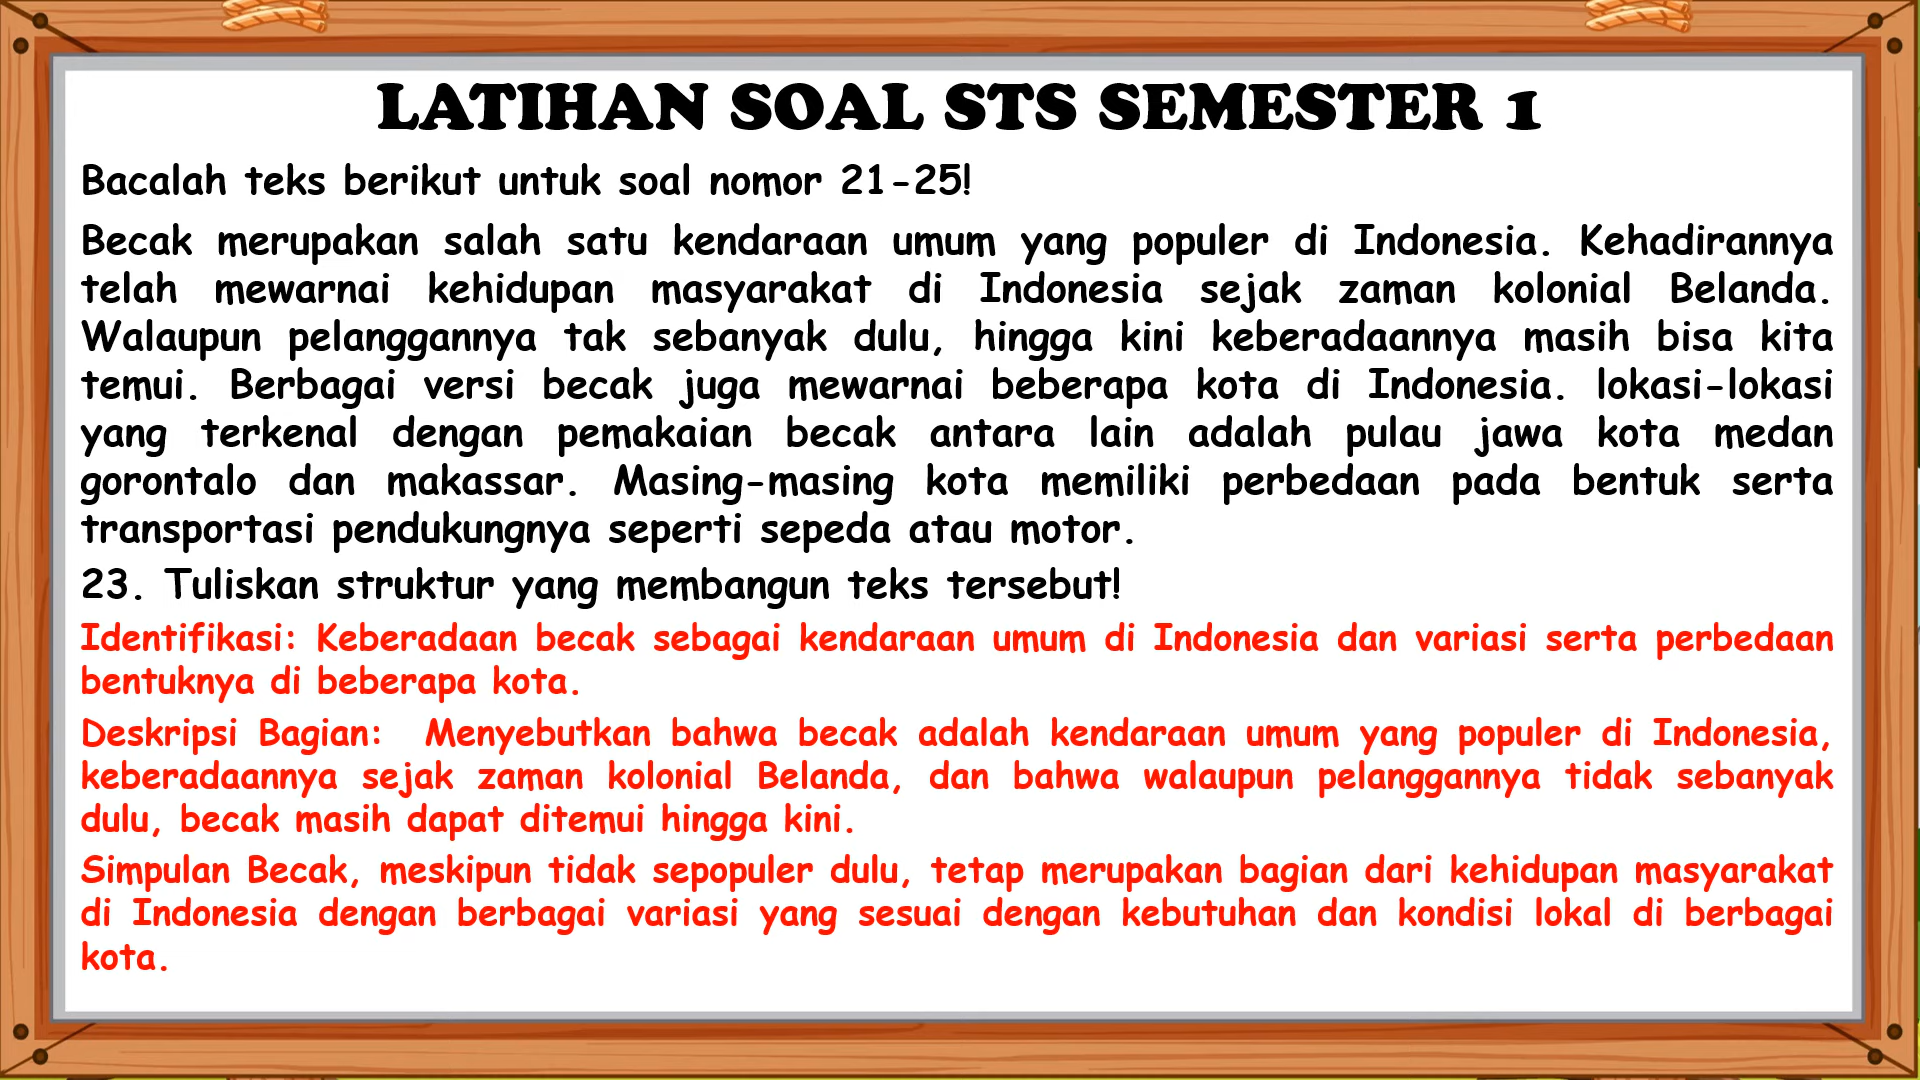 LATIHAN SOAL STS SEMESTER 1
Bacalah teks berikut untuk soal nomor 21-25!
Becak merupakan salah satu kendaraan umum yang populer di Indonesia. Kehadirannya
telah mewarnai kehidupan masyarakat di Indonesia sejak zaman kolonial Belanda.
Walaupun pelanggannya tak sebanyak dulu, hingga kini keberadaannya masih bisa kita
temui. Berbagai versi becak juga mewarnai beberapa kota di Indonesia. lokasi-lokasi
yang terkenal dengan pemakaian becak antara lain adalah pulau jawa kota medan
gorontalo dan makassar. Masing-masing kota memiliki perbedaan pada bentuk serta
transportasi pendukungnya seperti sepeda atau motor.
23. Tuliskan struktur yang membangun teks tersebut!
Identifikasi: Keberadaan becak sebagai kendaraan umum di Indonesia dan variasi serta perbedaan
bentuknya di beberapa kota.
Deskripsi Bagian: Menyebutkan bahwa becak adalah kendaraan umum yang populer di Indonesia,
keberadaannya sejak zaman kolonial Belanda, dan bahwa walaupun pelanggannya tidak sebanyak
dulu, becak masih dapat ditemui hingga kini.
Simpulan Becak, meskipun tidak sepopuler dulu, tetap merupakan bagian dari kehidupan masyarakat
di Indonesia dengan berbagai variasi yang sesuai dengan kebutuhan dan kondisi lokal di berbagai
kota.